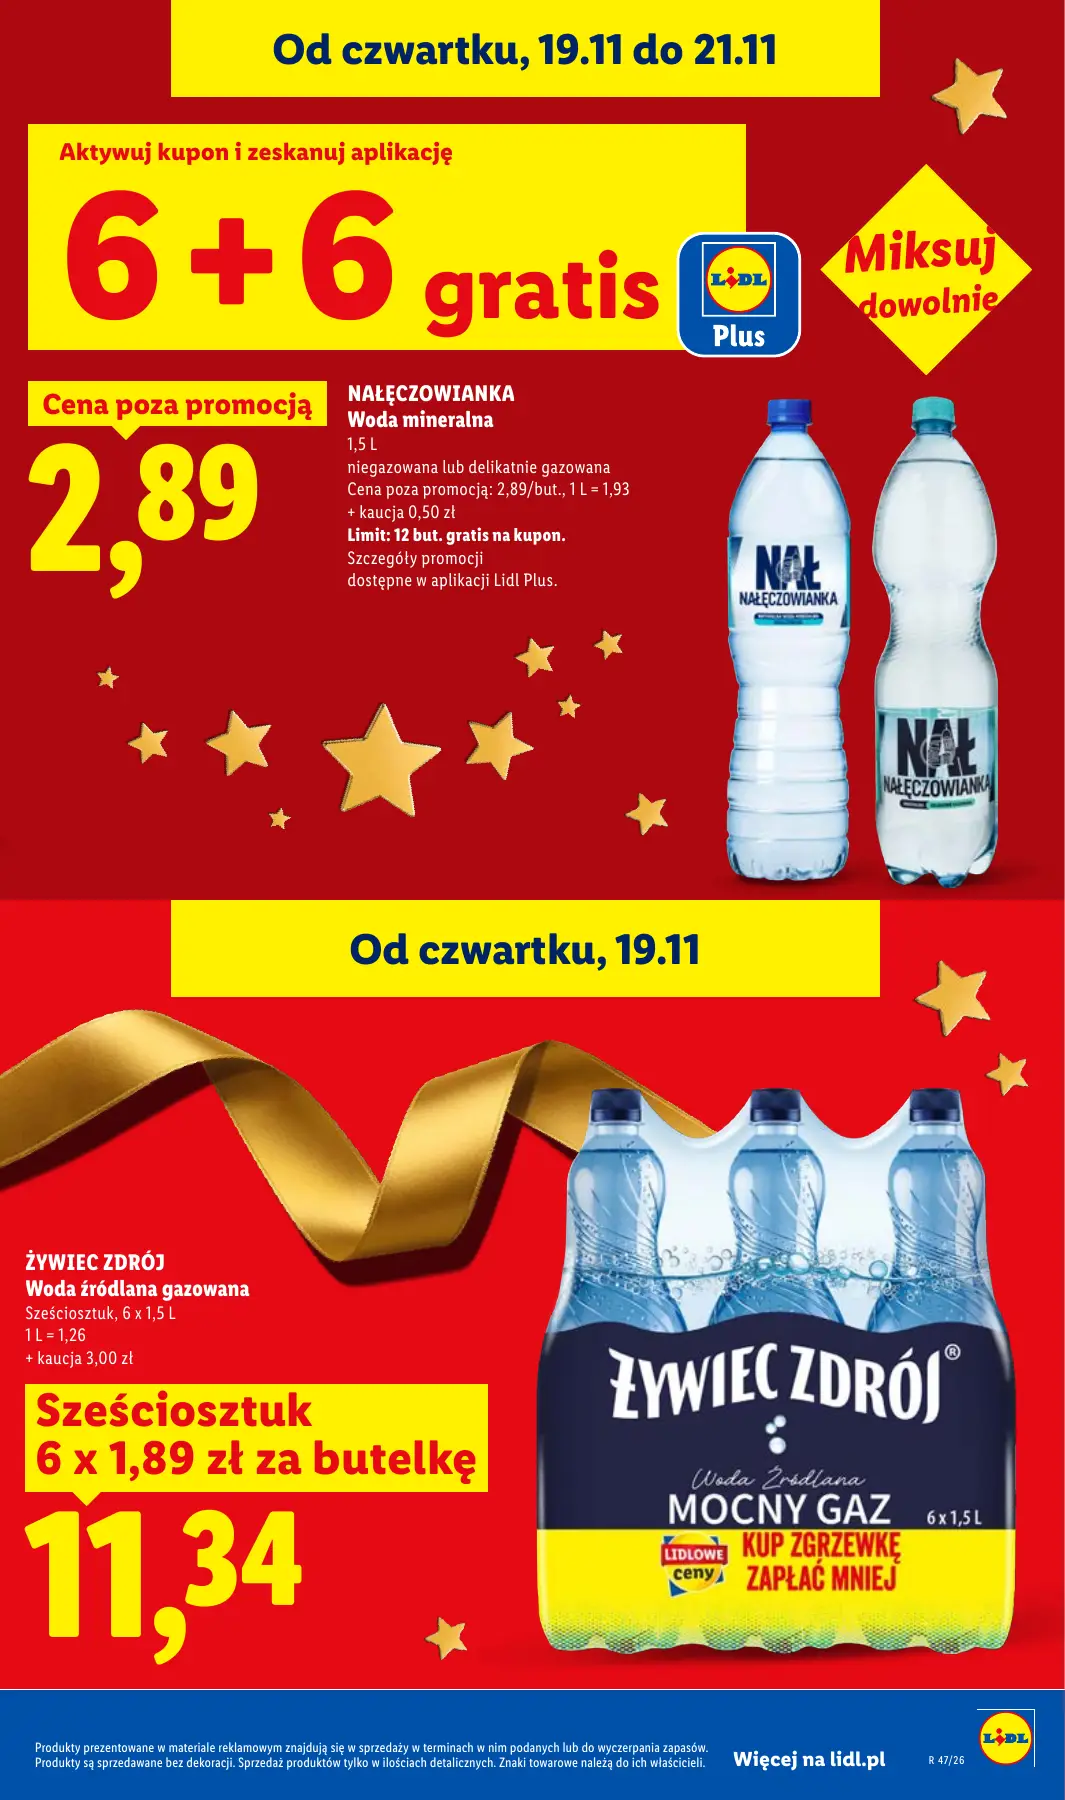 Od czwartku, 19.11 do 21.11
Aktywuj kupon i zeskanuj aplikację
6 + 6 gratis
LIDL
Plus
Miksuj
dowolnie
Cena poza promocją
2,89
NAŁĘCZOWIANKA
Woda mineralna
1,5 L
niegazowana lub delikatnie gazowana
Cena poza promocją: 2,89/but., 1 L = 1,93
+ kaucja 0,50 zł
Limit: 12 but. gratis na kupon.
Szczegóły promocji
dostępne w aplikacji Lidl Plus.
NAŁ
NAŁĘCZOWIANKA
NAŁ
NAŁĘCZOWIANKA
Od czwartku, 19.11
ŻYWIEC ZDRÓJ
Woda źródlana gazowana
Sześciosztuk, 6 x 1,5 L
1 L = 1,26
+ kaucja 3,00 zł
Sześciosztuk
6 x 1,89 zł za butelkę
11,34
ŻYWIEC ZDRÓJ®
Woda Źródlana
MOCNY GAZ 6 x 1,5 L
LIDLOWE
ceny
KUP ZGRZEWKĘ
ZAPŁAĆ MNIEJ
Produkty prezentowane w materiale reklamowym znajdują się w sprzedaży w terminach w nim podanych lub do wyczerpania zapasów.
Produkty są sprzedawane bez dekoracji. Sprzedaż produktów tylko w ilościach detalicznych. Znaki towarowe należą do ich właścicieli.
Więcej na lidl.pl
R 47/26
LIDL